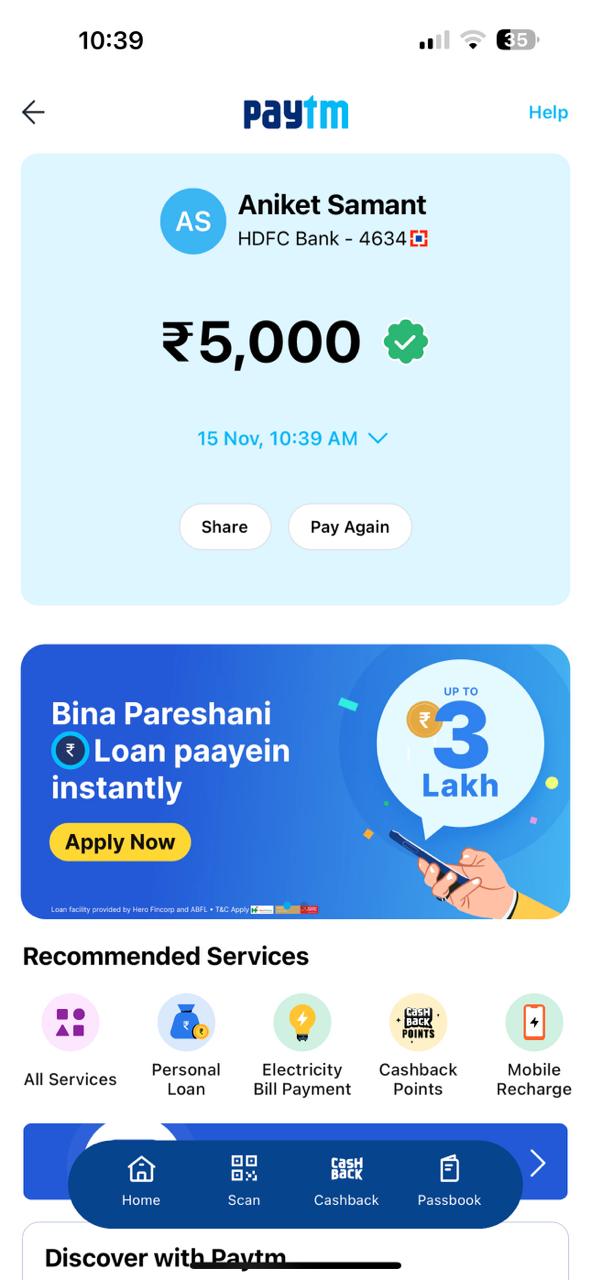 10:39
35
paytm
Help
AS
Aniket Samant
HDFC Bank - 4634
₹5,000
15 Nov, 10:39 AM
Share
Pay Again
Bina Pareshani
₹ Loan paayein
instantly
Apply Now
UP TO
₹
3
Lakh
Loan facility provided by Hero Fincorp and ABFL • T&C Apply
Recommended Services
₹
₹
CASH
BACK
POINTS
All Services
Personal
Loan
Electricity
Bill Payment
Cashback
Points
Mobile
Recharge
CASH
BACK
Home
Scan
Cashback
Passbook
Discover with Paytm